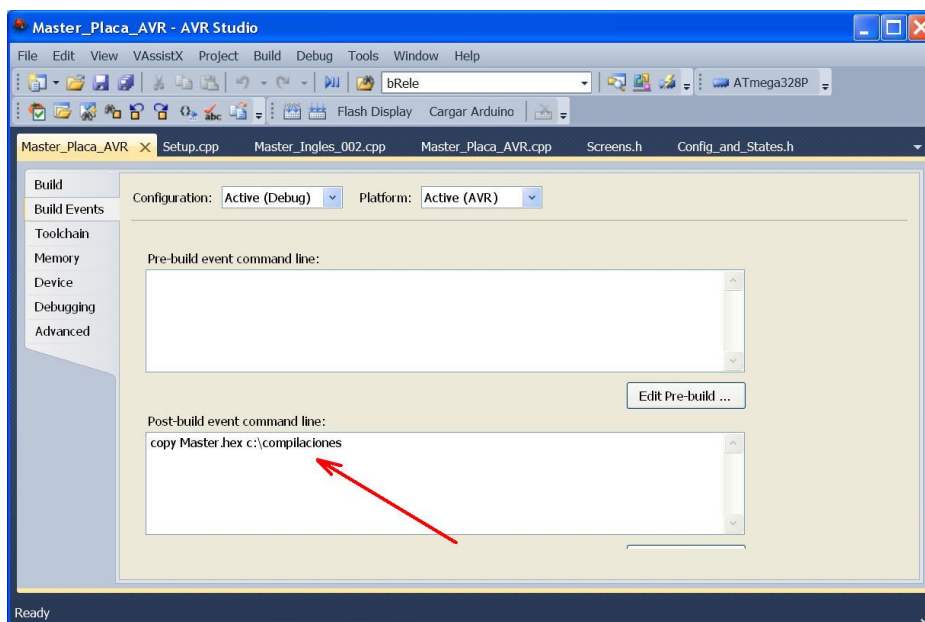 Master_Placa_AVR - AVR Studio
File Edit View VAssistX Project Build Debug Tools Window Help
bRele ATmega328P
abc Flash Display Cargar Arduino
Master_Placa_AVR Setup.cpp Master_Ingles_002.cpp Master_Placa_AVR.cpp Screens.h Config_and_States.h
Build
Configuration: Active (Debug) Platform: Active (AVR)
Build Events
Toolchain
Memory
Pre-build event command line:
Device
Debugging
Advanced
Edit Pre-build ...
Post-build event command line:
copy Master.hex c:\compilaciones
Ready